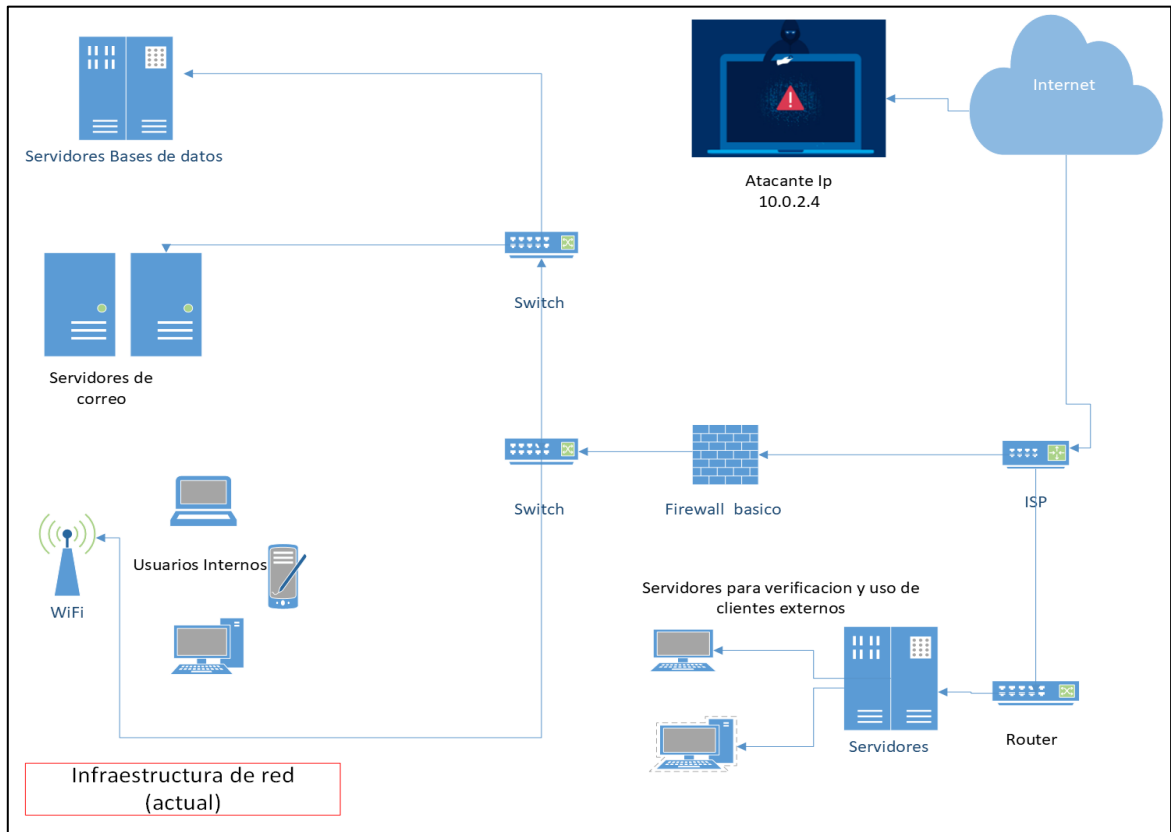 Internet
Servidores Bases de datos
Atacante Ip
10.0.2.4
Switch
Servidores de
correo
Switch
Firewall basico
ISP
Usuarios Internos
WiFi
Servidores para verificacion y uso de
clientes externos
Servidores
Router
Infraestructura de red
(actual)